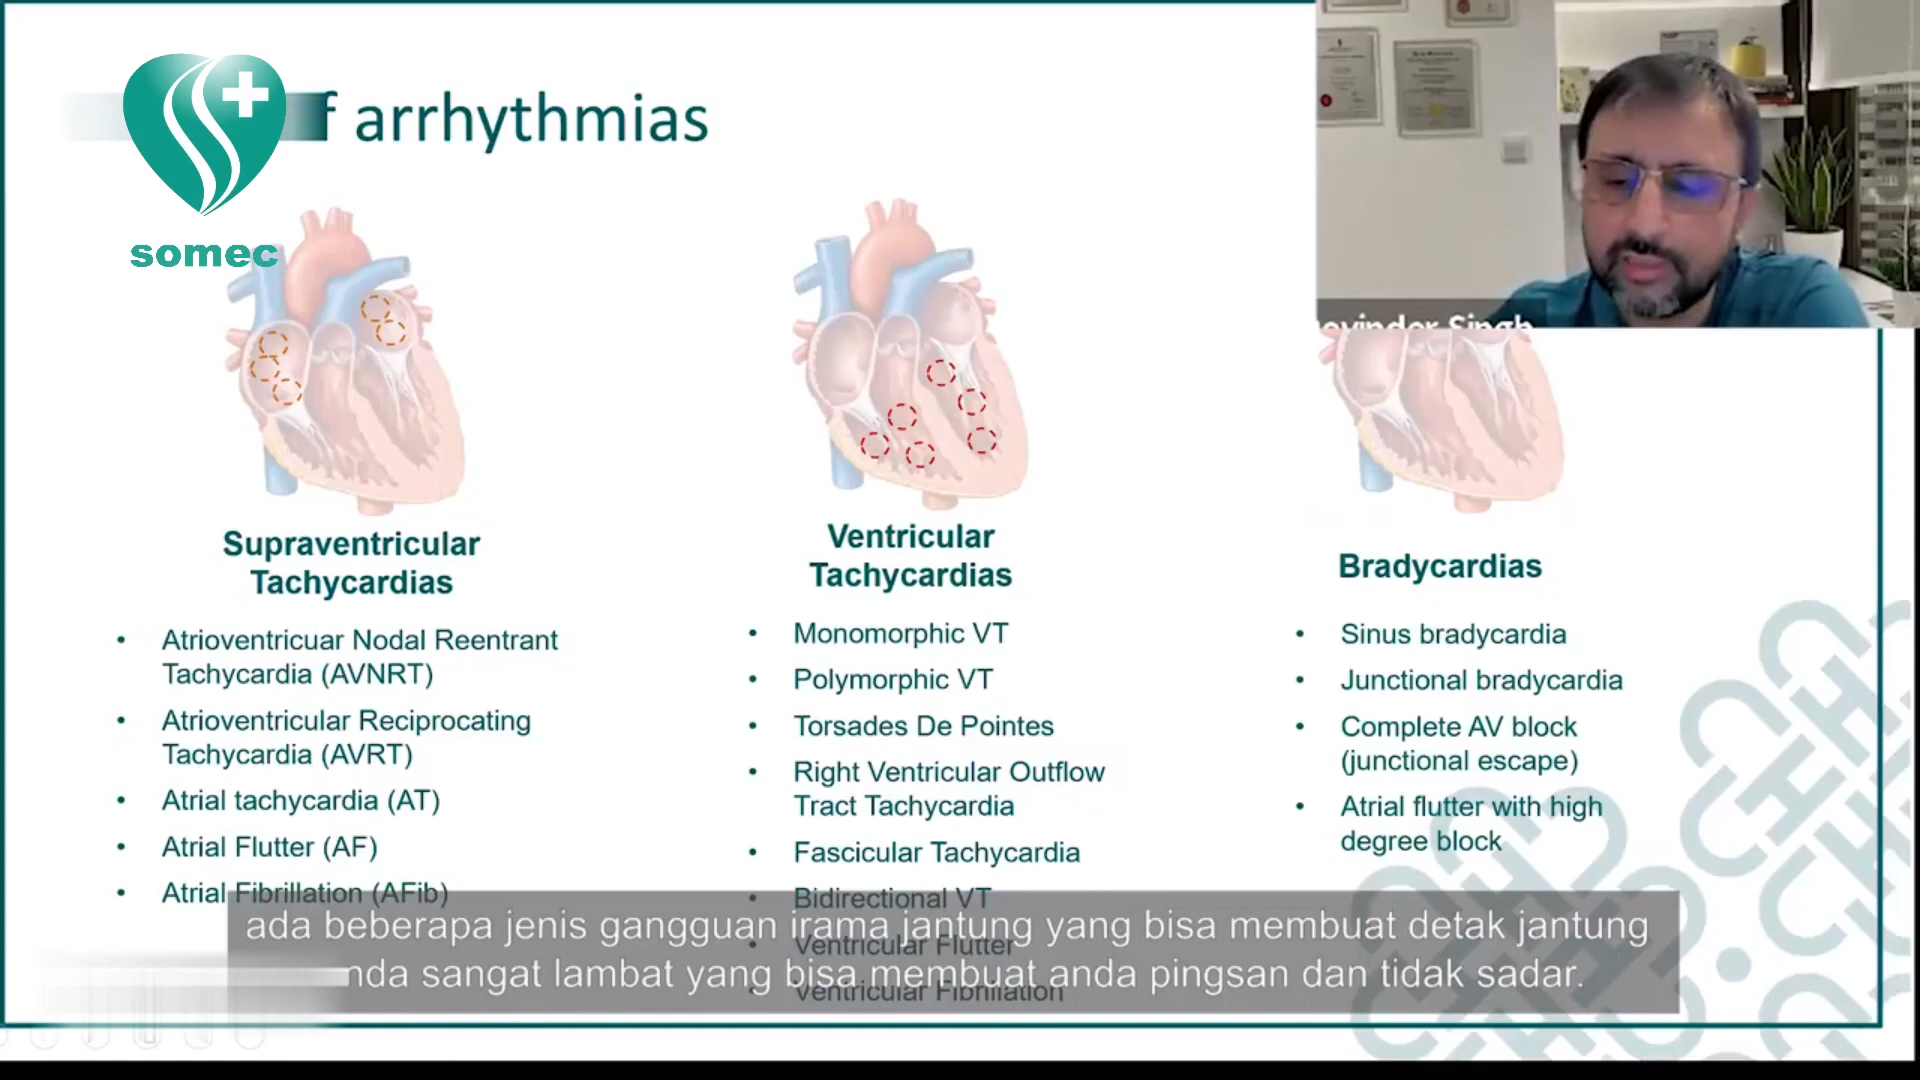 somec
f arrhythmias
Singh
Supraventricular
Tachycardias
• Atrioventricuar Nodal Reentrant
Tachycardia (AVNRT)
• Atrioventricular Reciprocating
Tachycardia (AVRT)
• Atrial tachycardia (AT)
• Atrial Flutter (AF)
• Atrial Fibrillation (AFib)
Ventricular
Tachycardias
• Monomorphic VT
• Polymorphic VT
• Torsades De Pointes
• Right Ventricular Outflow
Tract Tachycardia
• Fascicular Tachycardia
• Bidirectional VT
• Ventricular Flutter
• Ventricular Fibrillation
Bradycardias
• Sinus bradycardia
• Junctional bradycardia
• Complete AV block
(junctional escape)
• Atrial flutter with high
degree block
ada beberapa jenis gangguan irama jantung yang bisa membuat detak jantung
nda sangat lambat yang bisa membuat anda pingsan dan tidak sadar.